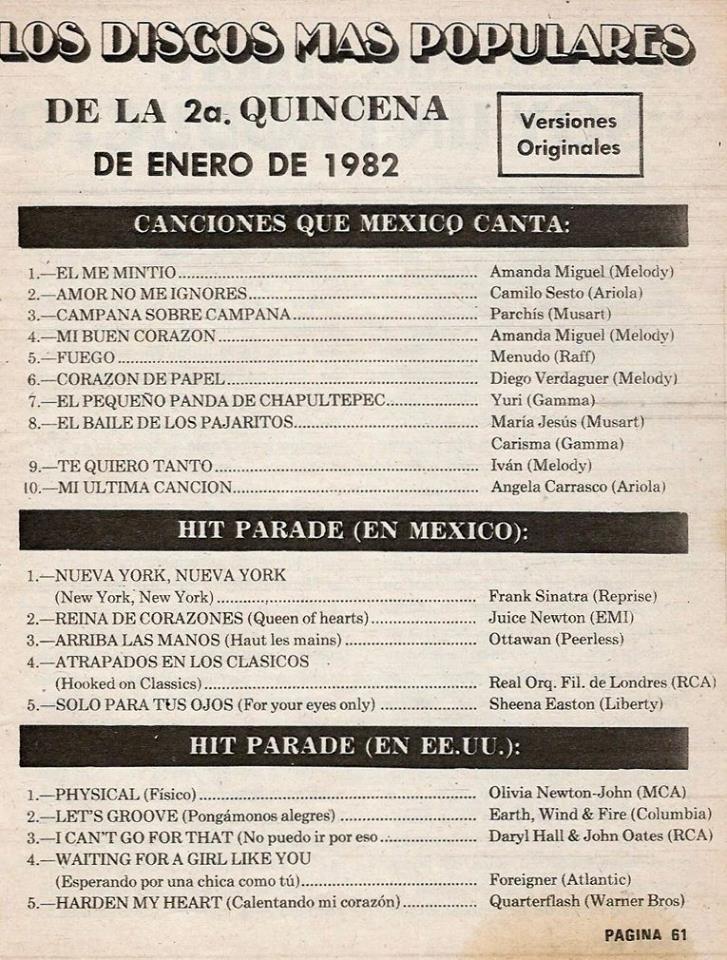 LOS DISCOS MAS POPULARES
DE LA 2a. QUINCENA
DE ENERO DE 1982
Versiones
Originales
CANCIONES QUE MEXICO CANTA:
1.—EL ME MINTIO........ Amanda Miguel (Melody)
2.—AMOR NO ME IGNORES........ Camilo Sesto (Ariola)
3.—CAMPANA SOBRE CAMPANA........ Parchís (Musart)
4.—MI BUEN CORAZON........ Amanda Miguel (Melody)
5.—FUEGO........ Menudo (Raff)
6.—CORAZON DE PAPEL........ Diego Verdaguer (Melody)
7.—EL PEQUEÑO PANDA DE CHAPULTEPEC........ Yuri (Gamma)
8.—EL BAILE DE LOS PAJARITOS........ María Jesús (Musart)
Carisma (Gamma)
9.—TE QUIERO TANTO........ Iván (Melody)
10.—MI ULTIMA CANCION........ Angela Carrasco (Ariola)
HIT PARADE (EN MEXICO):
1.—NUEVA YORK, NUEVA YORK
(New York, New York)........ Frank Sinatra (Reprise)
2.—REINA DE CORAZONES (Queen of hearts)........ Juice Newton (EMI)
3.—ARRIBA LAS MANOS (Haut les mains)........ Ottawan (Peerless)
4.—ATRAPADOS EN LOS CLASICOS
(Hooked on Classics)........ Real Orq. Fil. de Londres (RCA)
5.—SOLO PARA TUS OJOS (For your eyes only)........ Sheena Easton (Liberty)
HIT PARADE (EN EE.UU.):
1.—PHYSICAL (Físico)........ Olivia Newton-John (MCA)
2.—LET'S GROOVE (Pongámonos alegres)........ Earth, Wind & Fire (Columbia)
3.—I CAN'T GO FOR THAT (No puedo ir por eso........ Daryl Hall & John Oates (RCA)
4.—WAITING FOR A GIRL LIKE YOU
(Esperando por una chica como tú)........ Foreigner (Atlantic)
5.—HARDEN MY HEART (Calentando mi corazón)........ Quarterflash (Warner Bros)
PAGINA 61